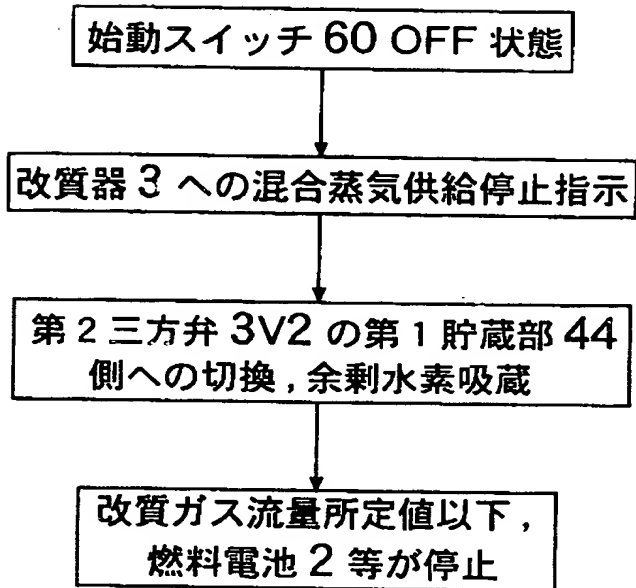 始動スイッチ 60 OFF 状態
改質器 3 への混合蒸気供給停止指示
第 2 三方弁 3V2 の第 1 貯蔵部 44
側への切換 , 余剰水素吸蔵
改質ガス流量所定値以下 ,
燃料電池 2 等が停止